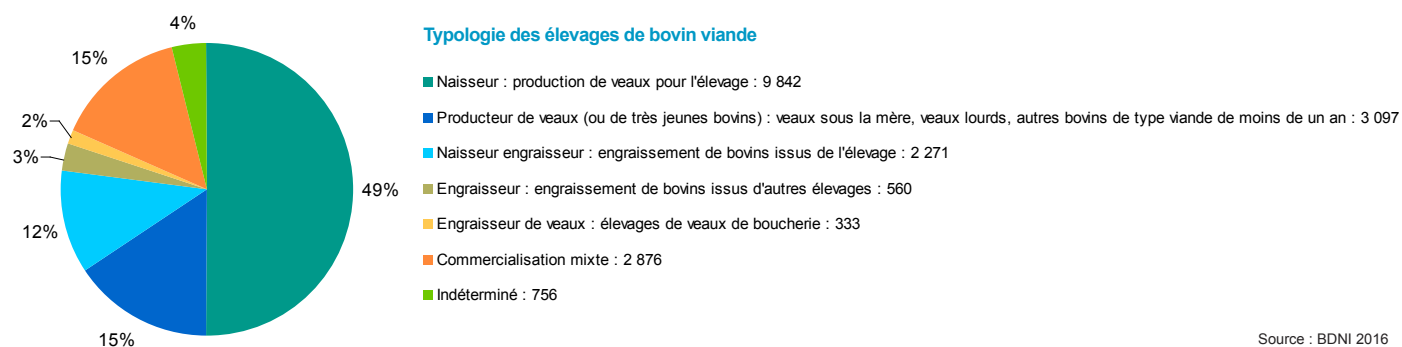 4%
15%
2%
3%
12%
15%
49%
Typologie des élevages de bovin viande
Naisseur : production de veaux pour l'élevage : 9 842
Producteur de veaux (ou de très jeunes bovins) : veaux sous la mère, veaux lourds, autres bovins de type viande de moins de un an : 3 097
Naisseur engraisseur : engraissement de bovins issus de l'élevage : 2 271
Engraisseur : engraissement de bovins issus d'autres élevages : 560
Engraisseur de veaux : élevages de veaux de boucherie : 333
Commercialisation mixte : 2 876
Indéterminé : 756
Source : BDNI 2016